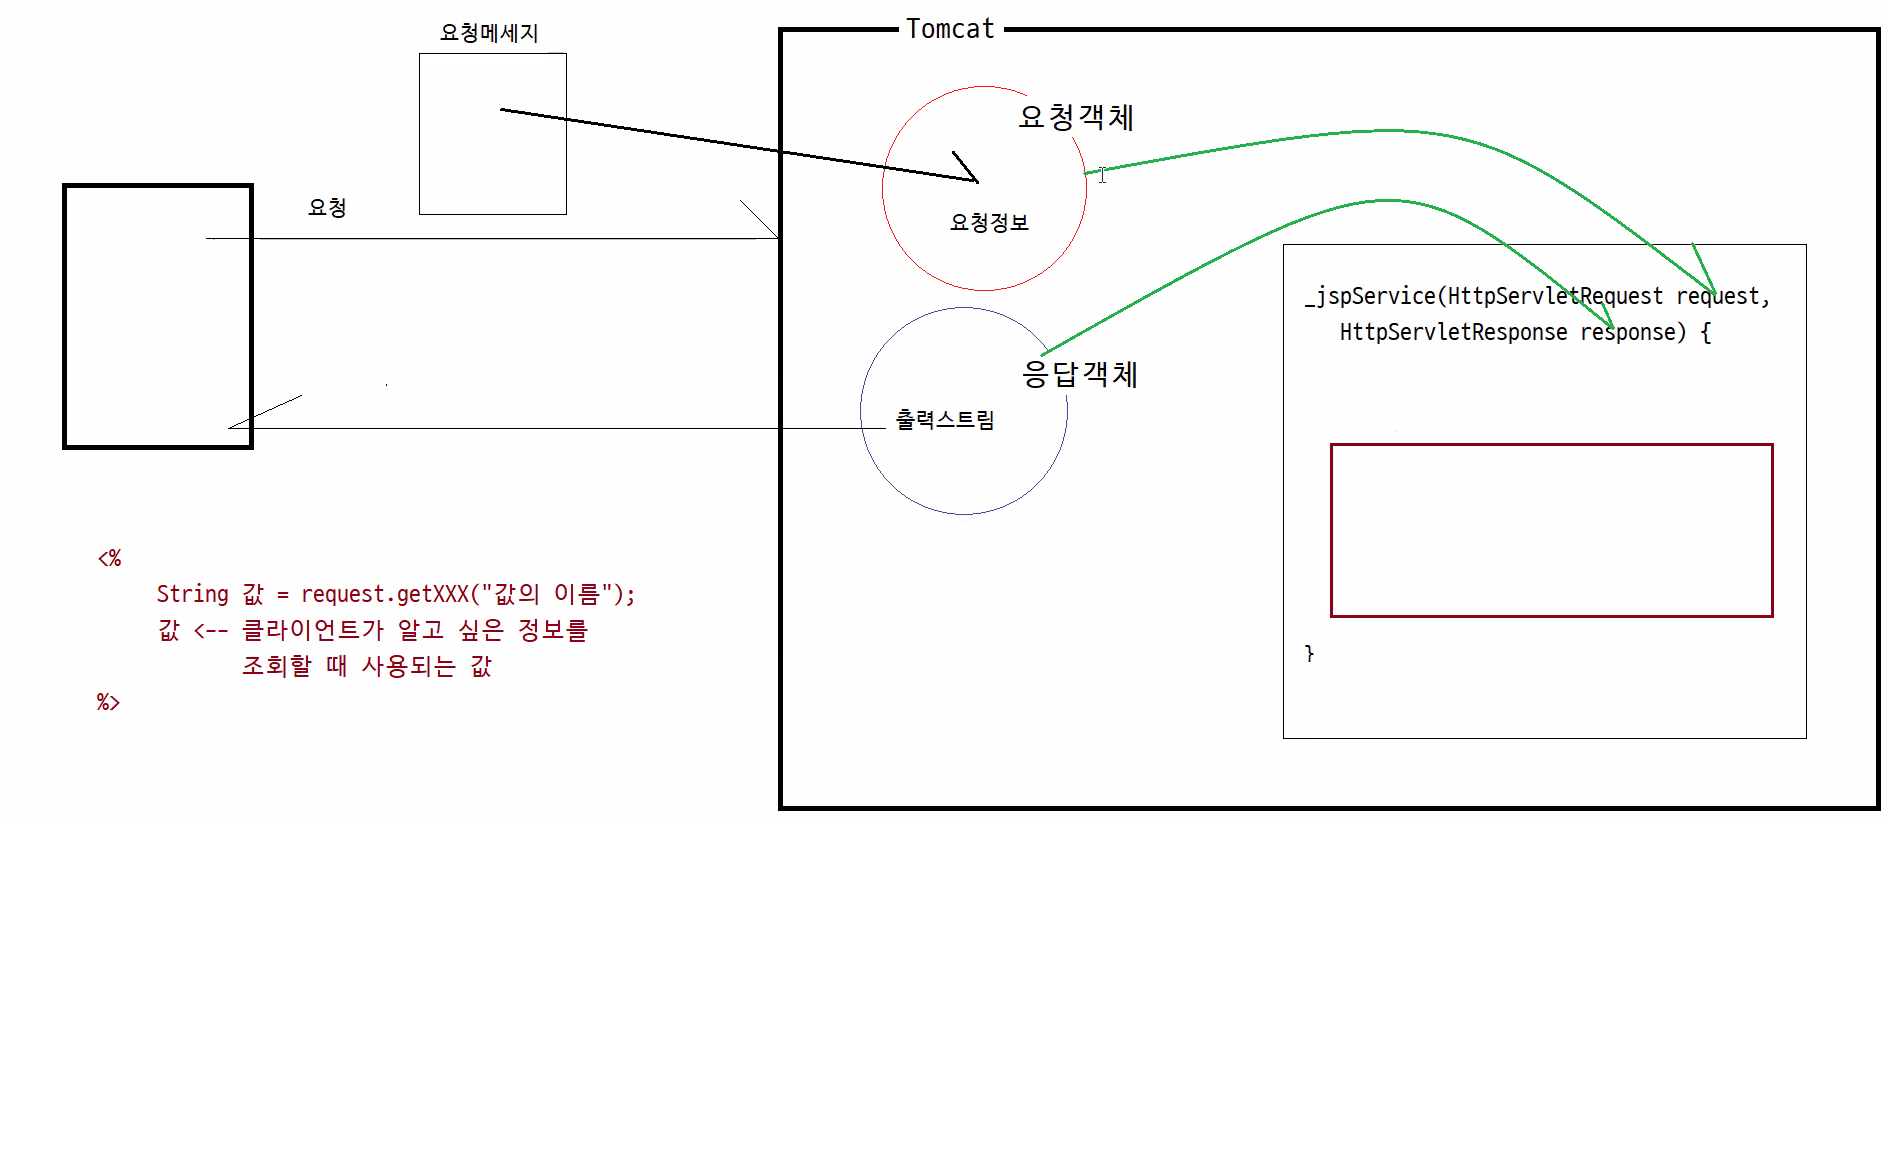 요청메세지
Tomcat
요청객체
요청
요청정보
_jspService(HttpServletRequest request,
HttpServletResponse response) {
응답객체
출력스트림
<%
String 값 = request.getXXX("값의 이름");
값 <-- 클라이언트가 알고 싶은 정보를
조회할 때 사용되는 값
%>
}